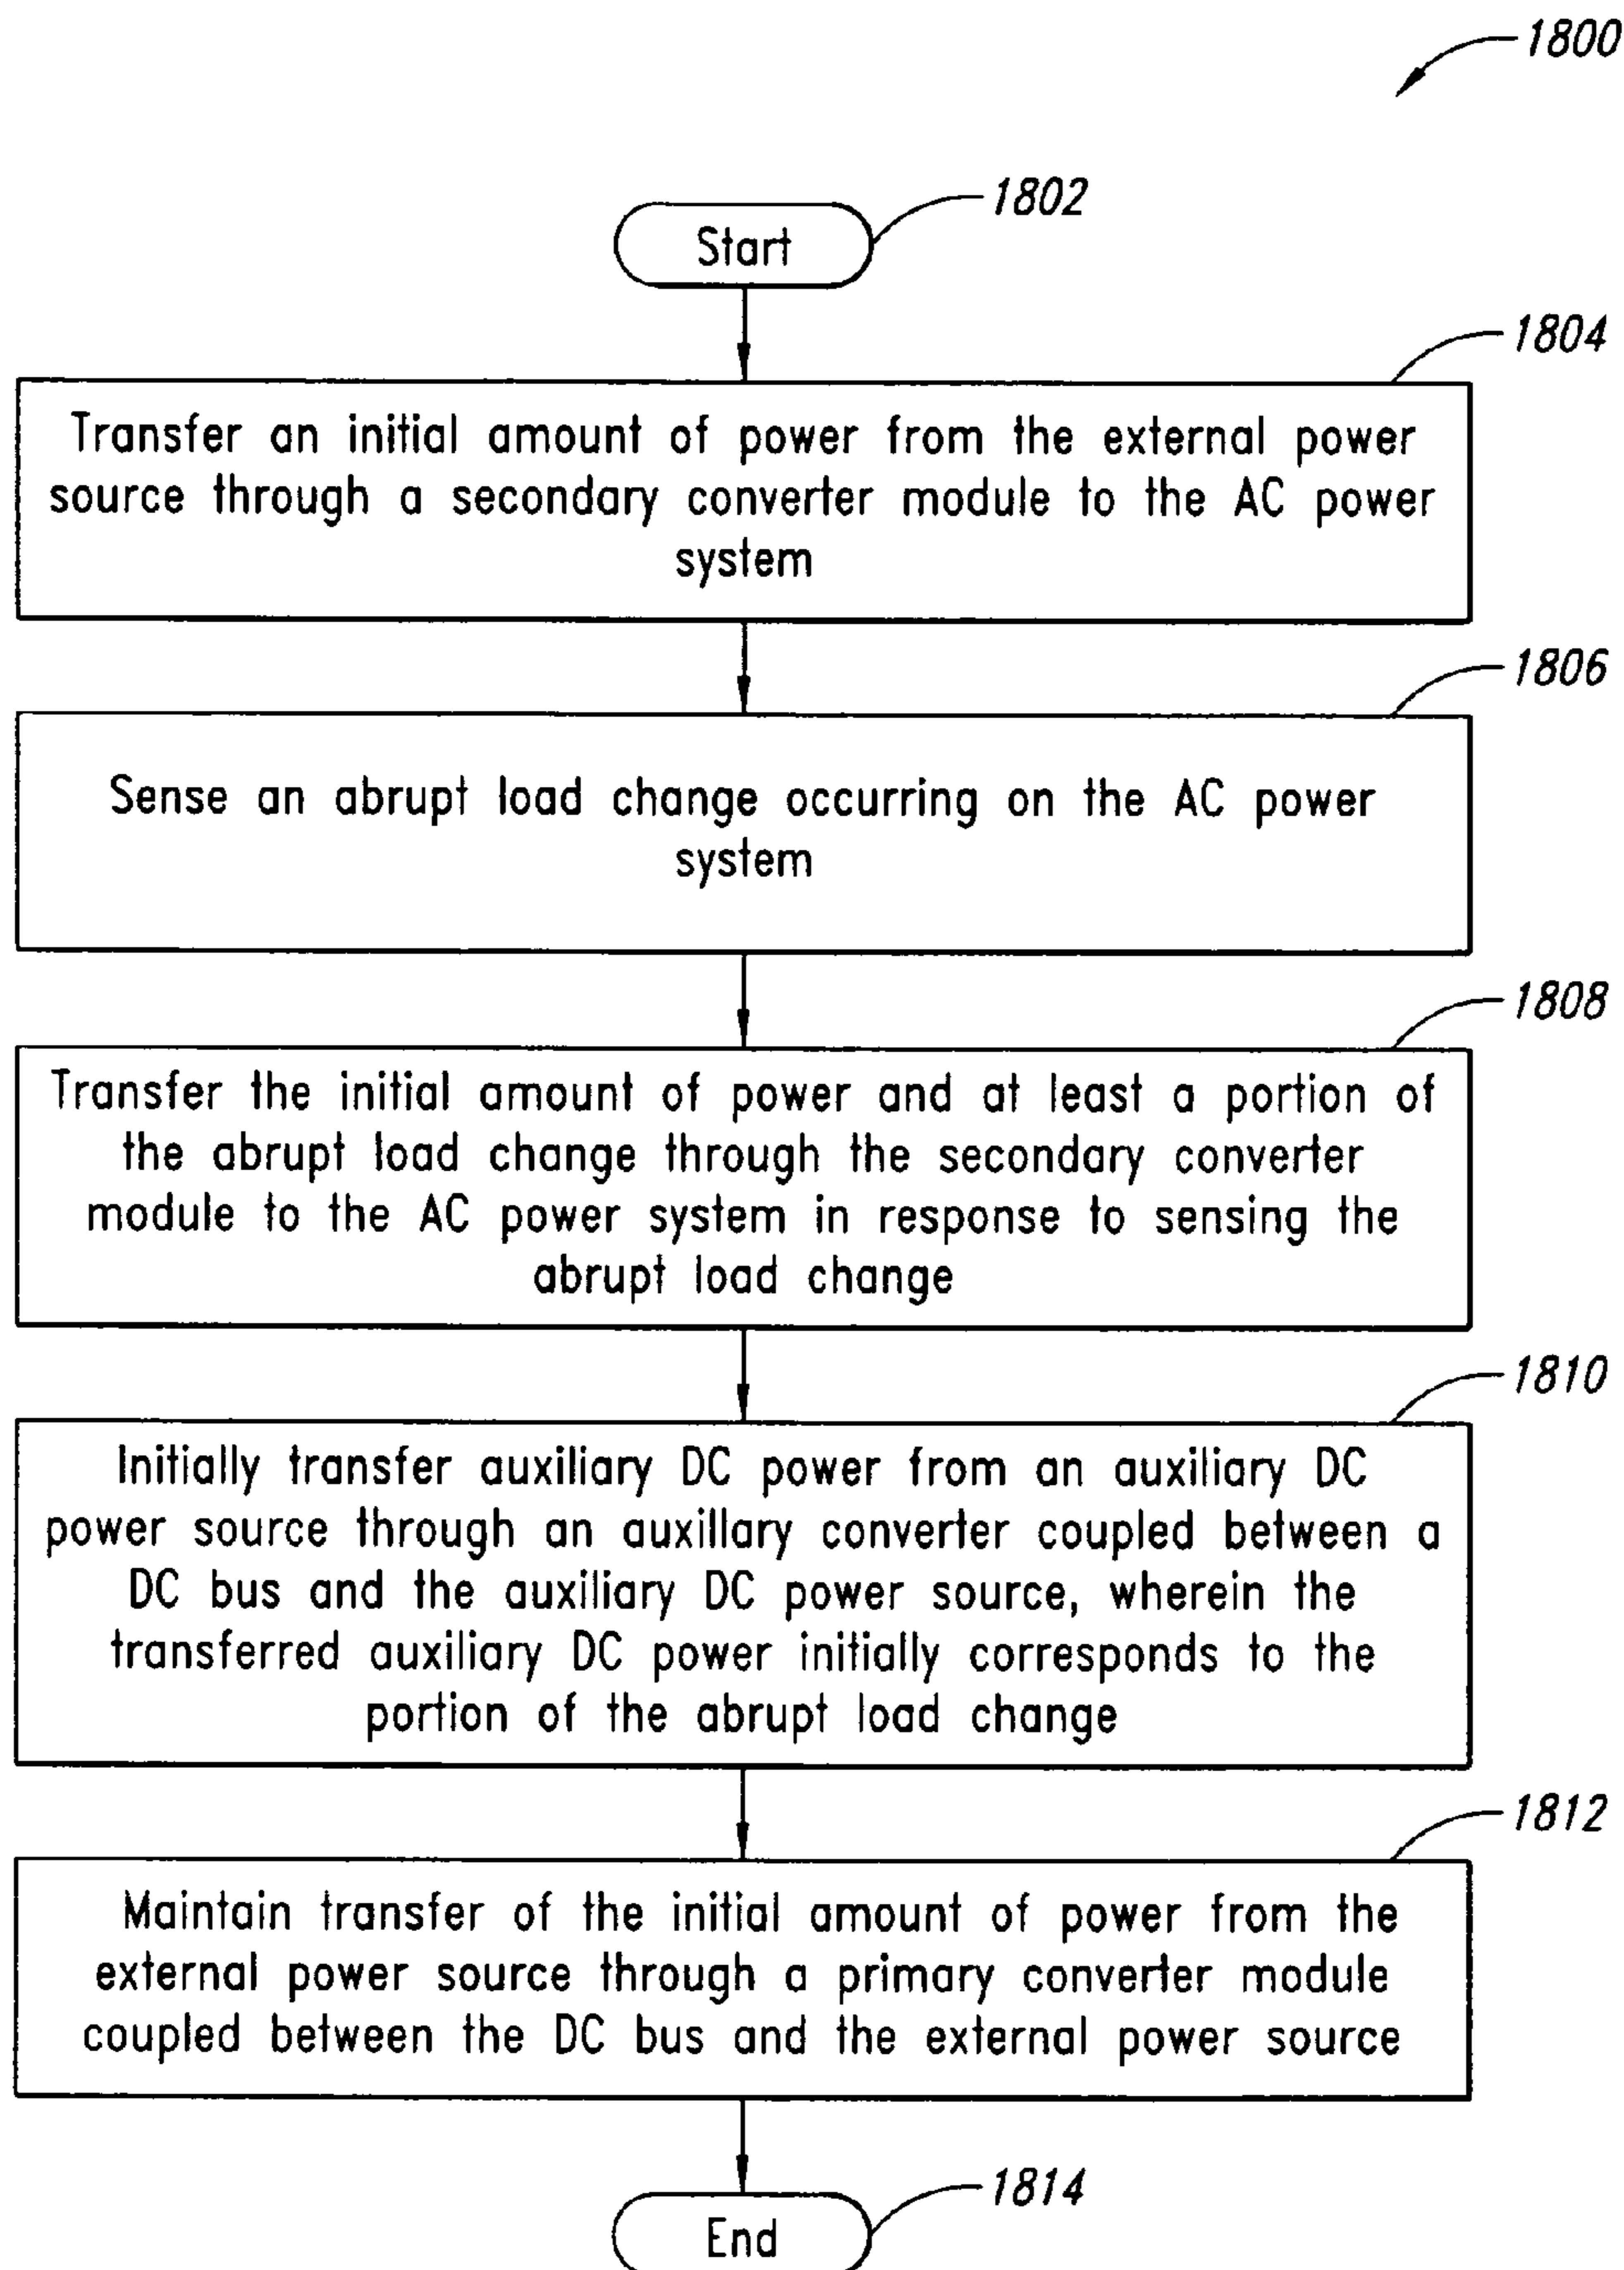 1800
1802
Start
1804
Transfer an initial amount of power from the external power
source through a secondary converter module to the AC power
system
1806
Sense an abrupt load change occurring on the AC power
system
1808
Transfer the initial amount of power and at least a portion of
the abrupt load change through the secondary converter
module to the AC power system in response to sensing the
abrupt load change
1810
Initially transfer auxiliary DC power from an auxiliary DC
power source through an auxillary converter coupled between a
DC bus and the auxiliary DC power source, wherein the
transferred auxiliary DC power initially corresponds to the
portion of the abrupt load change
1812
Maintain transfer of the initial amount of power from the
external power source through a primary converter module
coupled between the DC bus and the external power source
1814
End